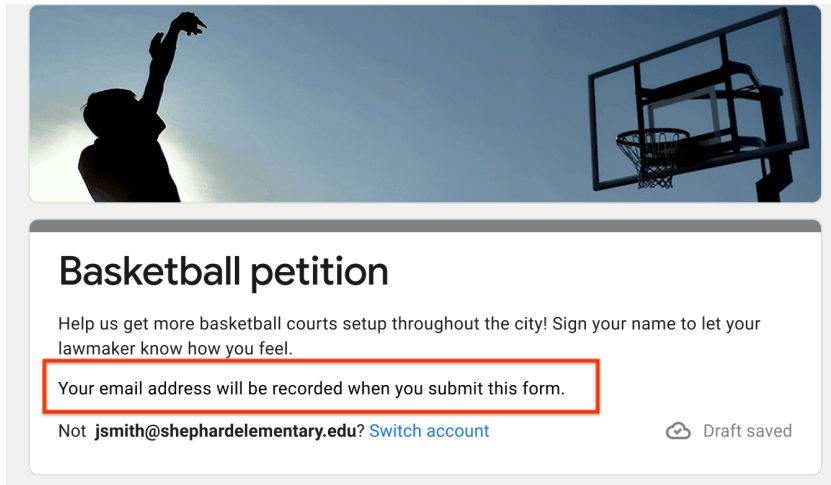 Basketball petition
Help us get more basketball courts setup throughout the city! Sign your name to let your
lawmaker know how you feel.
Your email address will be recorded when you submit this form.
Not jsmith@shephardelementary.edu? Switch account
Draft saved